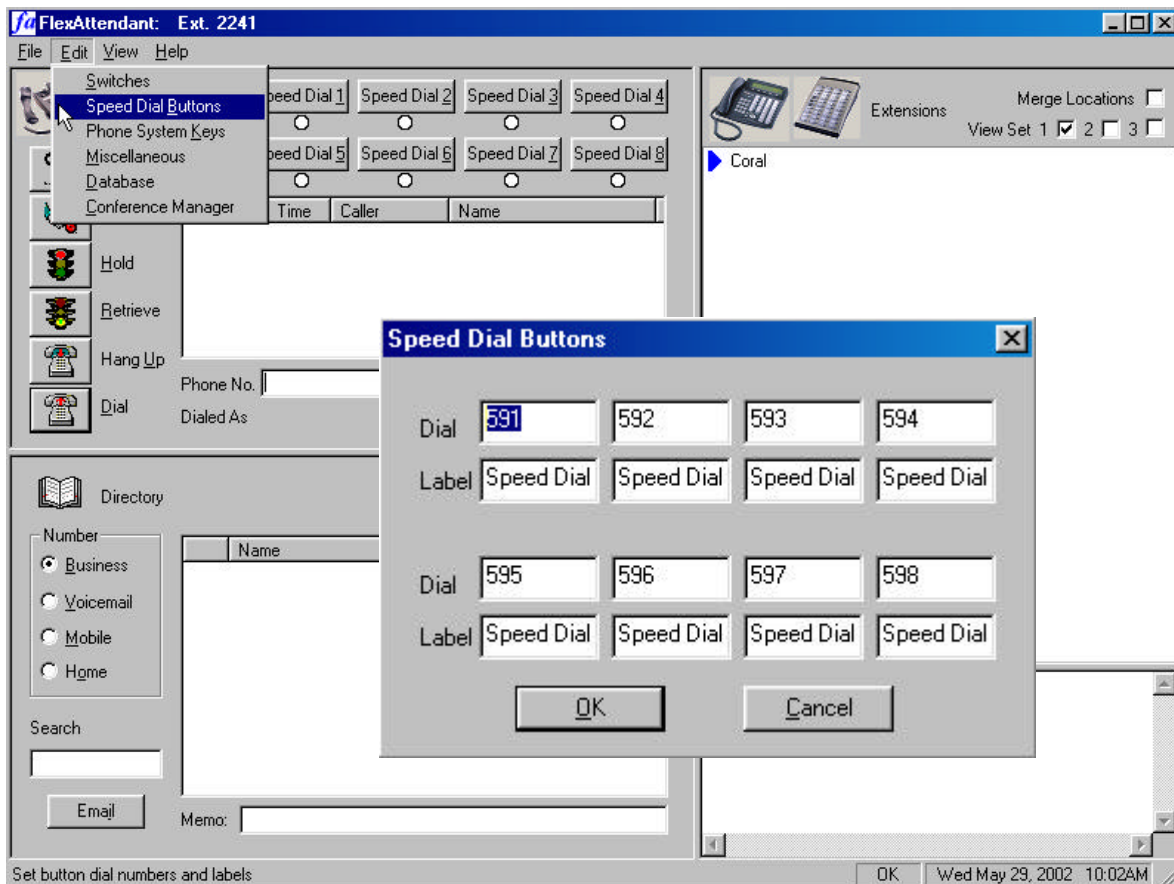 fa FlexAttendant: Ext. 2241
File Edit View Help
Switches
Speed Dial Buttons
Phone System Keys
Miscellaneous
Database
Conference Manager
peed Dial 1 Speed Dial 2 Speed Dial 3 Speed Dial 4
peed Dial 5 Speed Dial 6 Speed Dial 7 Speed Dial 8
Time Caller Name
Hold
Retrieve
Hang Up
Dial
Phone No.
Dialed As
Extensions
Merge Locations
View Set 1 2 3
Coral
Speed Dial Buttons
Dial 591 592 593 594
Label Speed Dial Speed Dial Speed Dial Speed Dial
Dial 595 596 597 598
Label Speed Dial Speed Dial Speed Dial Speed Dial
OK Cancel
Directory
Number
Business
Voicemail
Mobile
Home
Name
Search
Email
Memo:
Set button dial numbers and labels
OK Wed May 29, 2002 10:02AM